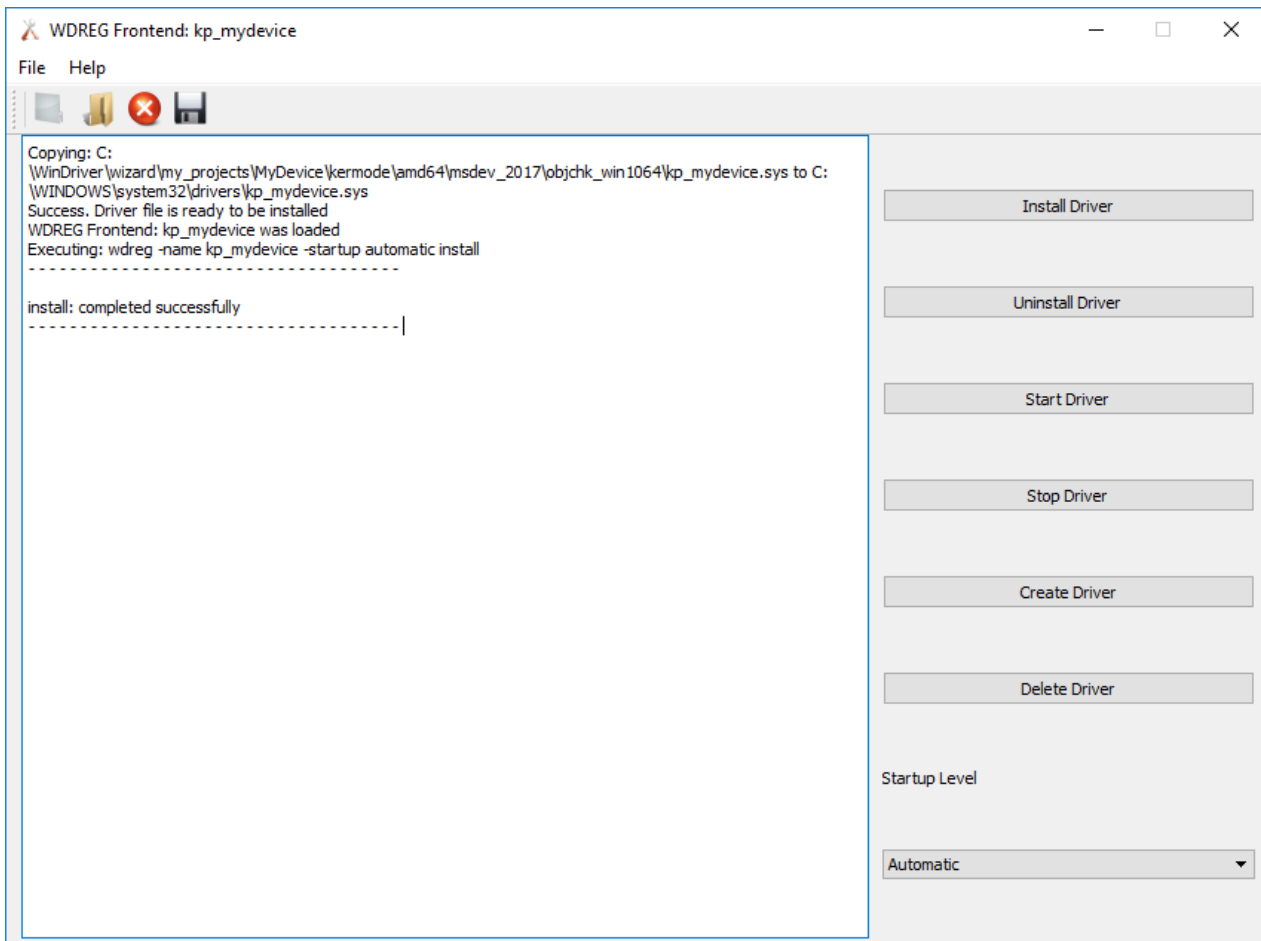 WDREG Frontend: kp_mydevice
File Help
Copying: C:
\WinDriver\wizard\my_projects\MyDevice\kermode\amd64\msdev_2017\objchk_win1064\kp_mydevice.sys to C:
\WINDOWS\system32\drivers\kp_mydevice.sys
Success. Driver file is ready to be installed
WDREG Frontend: kp_mydevice was loaded
Executing: wdreg -name kp_mydevice -startup automatic install
- - - - - - - - - - - - - - - - - - - - - - - - - - - - - - - - - - - - -
install: completed successfully
- - - - - - - - - - - - - - - - - - - - - - - - - - - - - - - - - - - - -
Install Driver
Uninstall Driver
Start Driver
Stop Driver
Create Driver
Delete Driver
Startup Level
Automatic